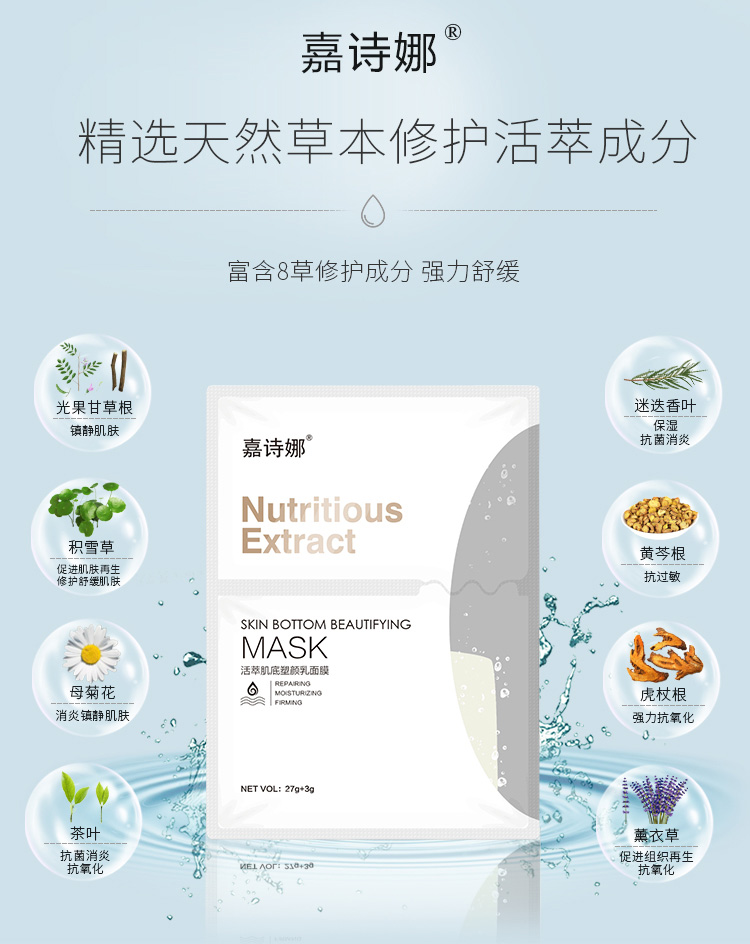 嘉诗娜®
精选天然草本修护活萃成分
富含8草修护成分 强力舒缓
光果甘草根
镇静肌肤
积雪草
促进肌肤再生
修护舒缓肌肤
母菊花
消炎镇静肌肤
茶叶
抗菌消炎
抗氧化
嘉诗娜®
Nutritious
Extract
SKIN BOTTOM BEAUTIFYING
MASK
活萃肌底塑颜乳面膜
REPAIRING
MOISTURIZING
FIRMING
NET VOL: 27g+3g
迷迭香叶
保湿
抗菌消炎
黄芩根
抗过敏
虎杖根
强力抗氧化
薰衣草
促进组织再生
抗氧化